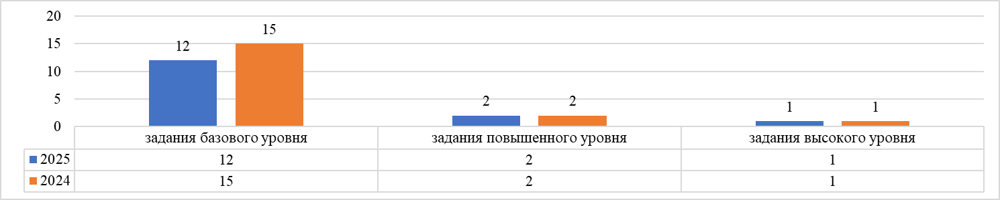 20
15
15
12
10
5
2
2
1
1
0
задания базового уровня
задания повышенного уровня
задания высокого уровня
2025 12 2 1
2024 15 2 1